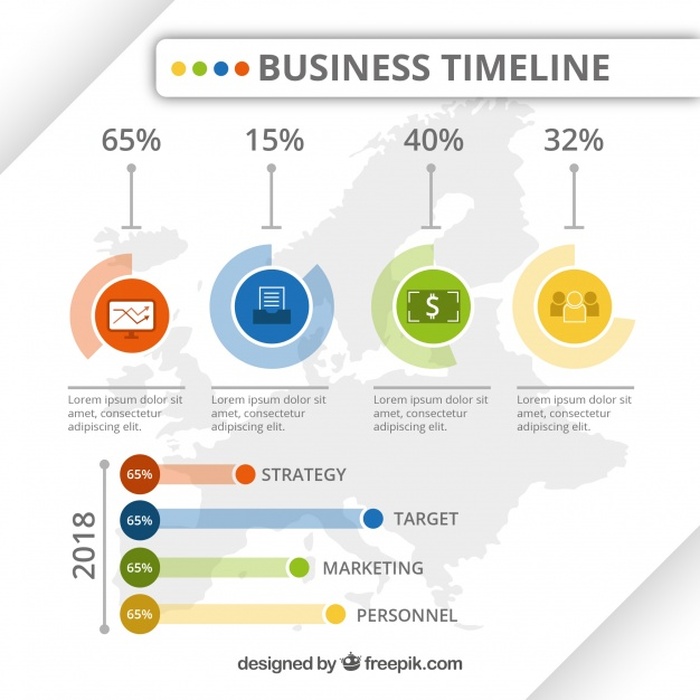 BUSINESS TIMELINE
65% 15% 40% 32%
$
Lorem ipsum dolor sit
amet, consectetur
adipiscing elit.
Lorem ipsum dolor sit
amet, consectetur
adipiscing elit.
Lorem ipsum dolor sit
amet, consectetur
adipiscing elit.
Lorem ipsum dolor sit
amet, consectetur
adipiscing elit.
2018
65% STRATEGY
65% TARGET
65% MARKETING
65% PERSONNEL
designed by freepik.com